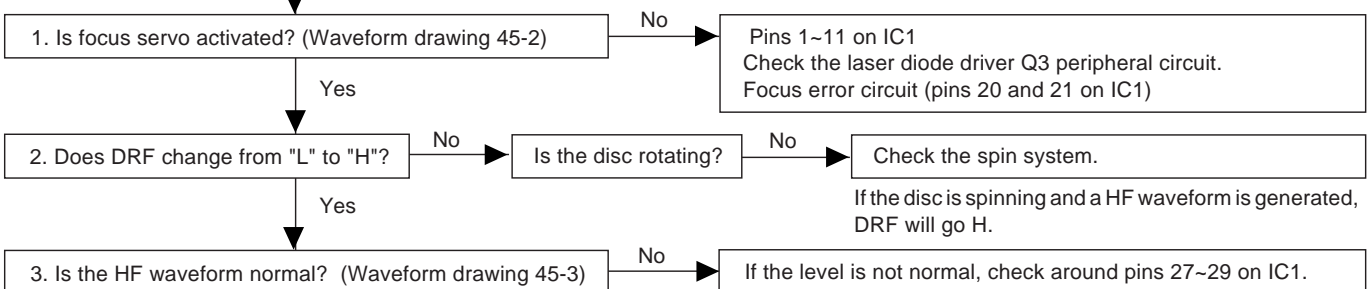 1. Is focus servo activated? (Waveform drawing 45-2)
No
Pins 1~11 on IC1
Check the laser diode driver Q3 peripheral circuit.
Focus error circuit (pins 20 and 21 on IC1)
Yes
2. Does DRF change from "L" to "H"?
No
Is the disc rotating?
No
Check the spin system.
If the disc is spinning and a HF waveform is generated,
DRF will go H.
Yes
3. Is the HF waveform normal? (Waveform drawing 45-3)
No
If the level is not normal, check around pins 27~29 on IC1.